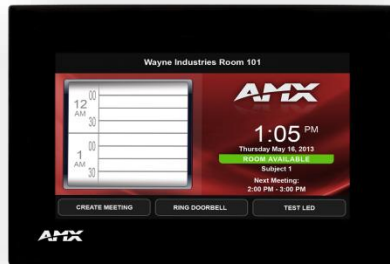 Wayne Industries Room 101
12 00
AM
30
1 00
AM
30
AMX
1:05 PM
Thursday May 16, 2013
ROOM AVAILABLE
Subject 1
Next Meeting:
2:00 PM - 3:00 PM
CREATE MEETING
RING DOORBELL
TEST LED
AMX